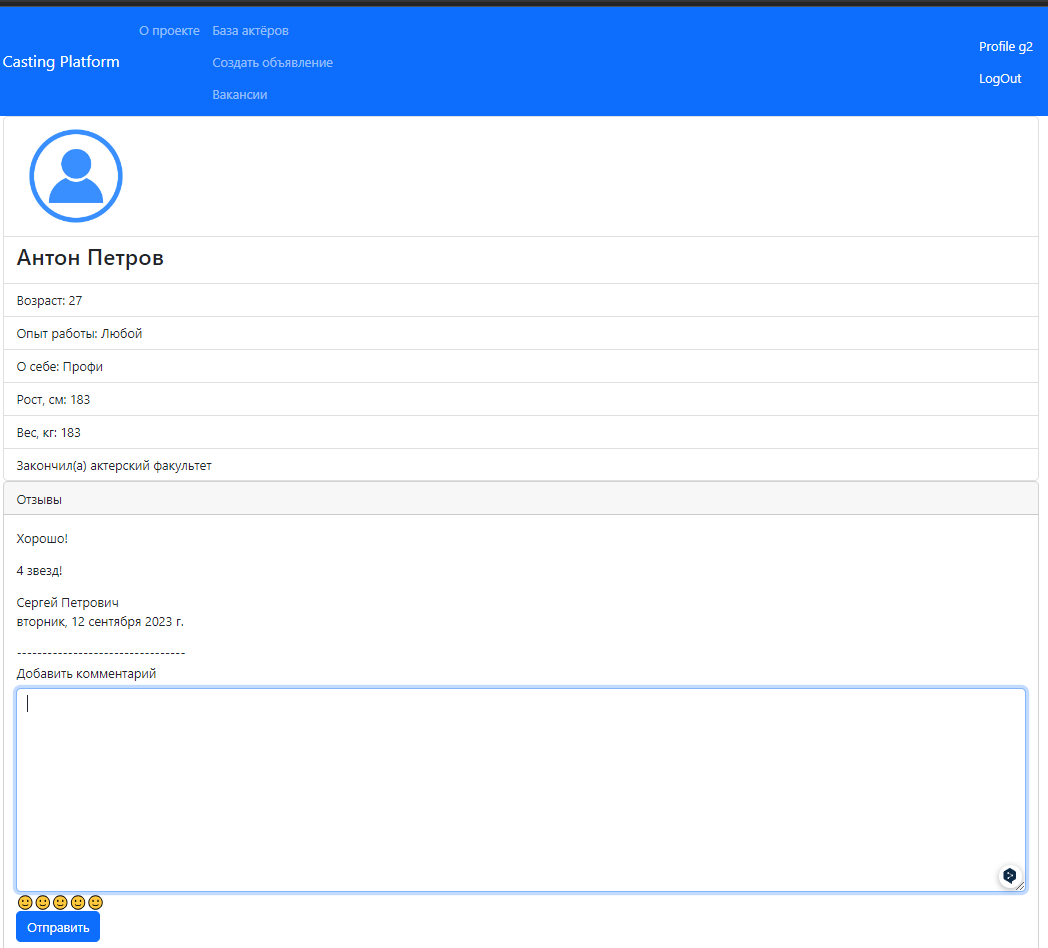 Casting Platform
О проекте
База актёров
Создать объявление
Вакансии
Profile g2
LogOut
Антон Петров
Возраст: 27
Опыт работы: Любой
О себе: Профи
Рост, см: 183
Вес, кг: 183
Закончил(а) актерский факультет
Отзывы
Хорошо!
4 звезд!
Сергей Петрович
вторник, 12 сентября 2023 г.
---------------------------------
Добавить комментарий
Отправить